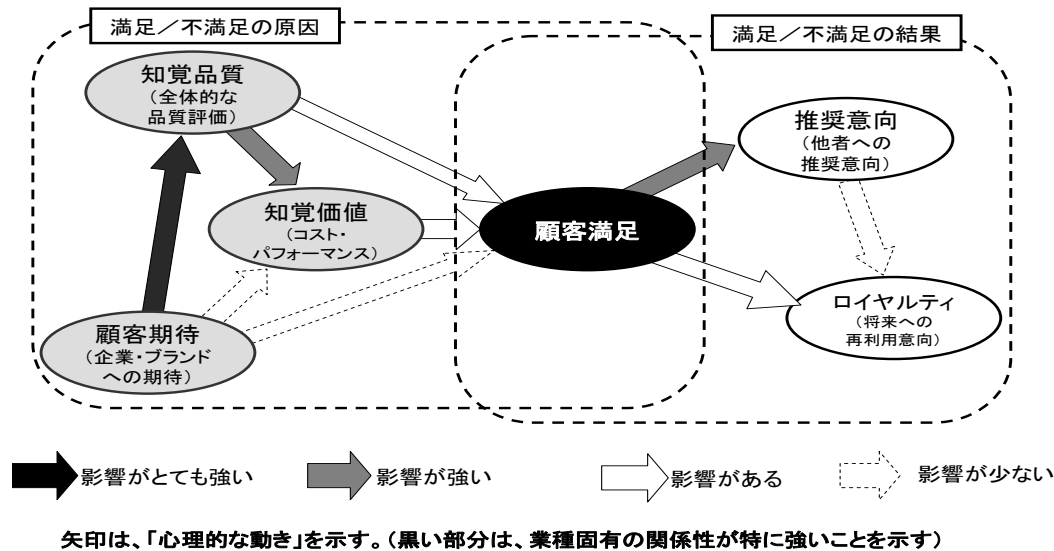 満足／不満足の原因
満足／不満足の結果
知覚品質
（全体的な
品質評価）
推奨意向
（他者への
推奨意向）
知覚価値
（コスト・
パフォーマンス）
顧客満足
顧客期待
（企業・ブランド
への期待）
ロイヤルティ
（将来への
再利用意向）
影響がとても強い
影響が強い
影響がある
影響が少ない
矢印は、「心理的な動き」を示す。（黒い部分は、業種固有の関係性が特に強いことを示す）